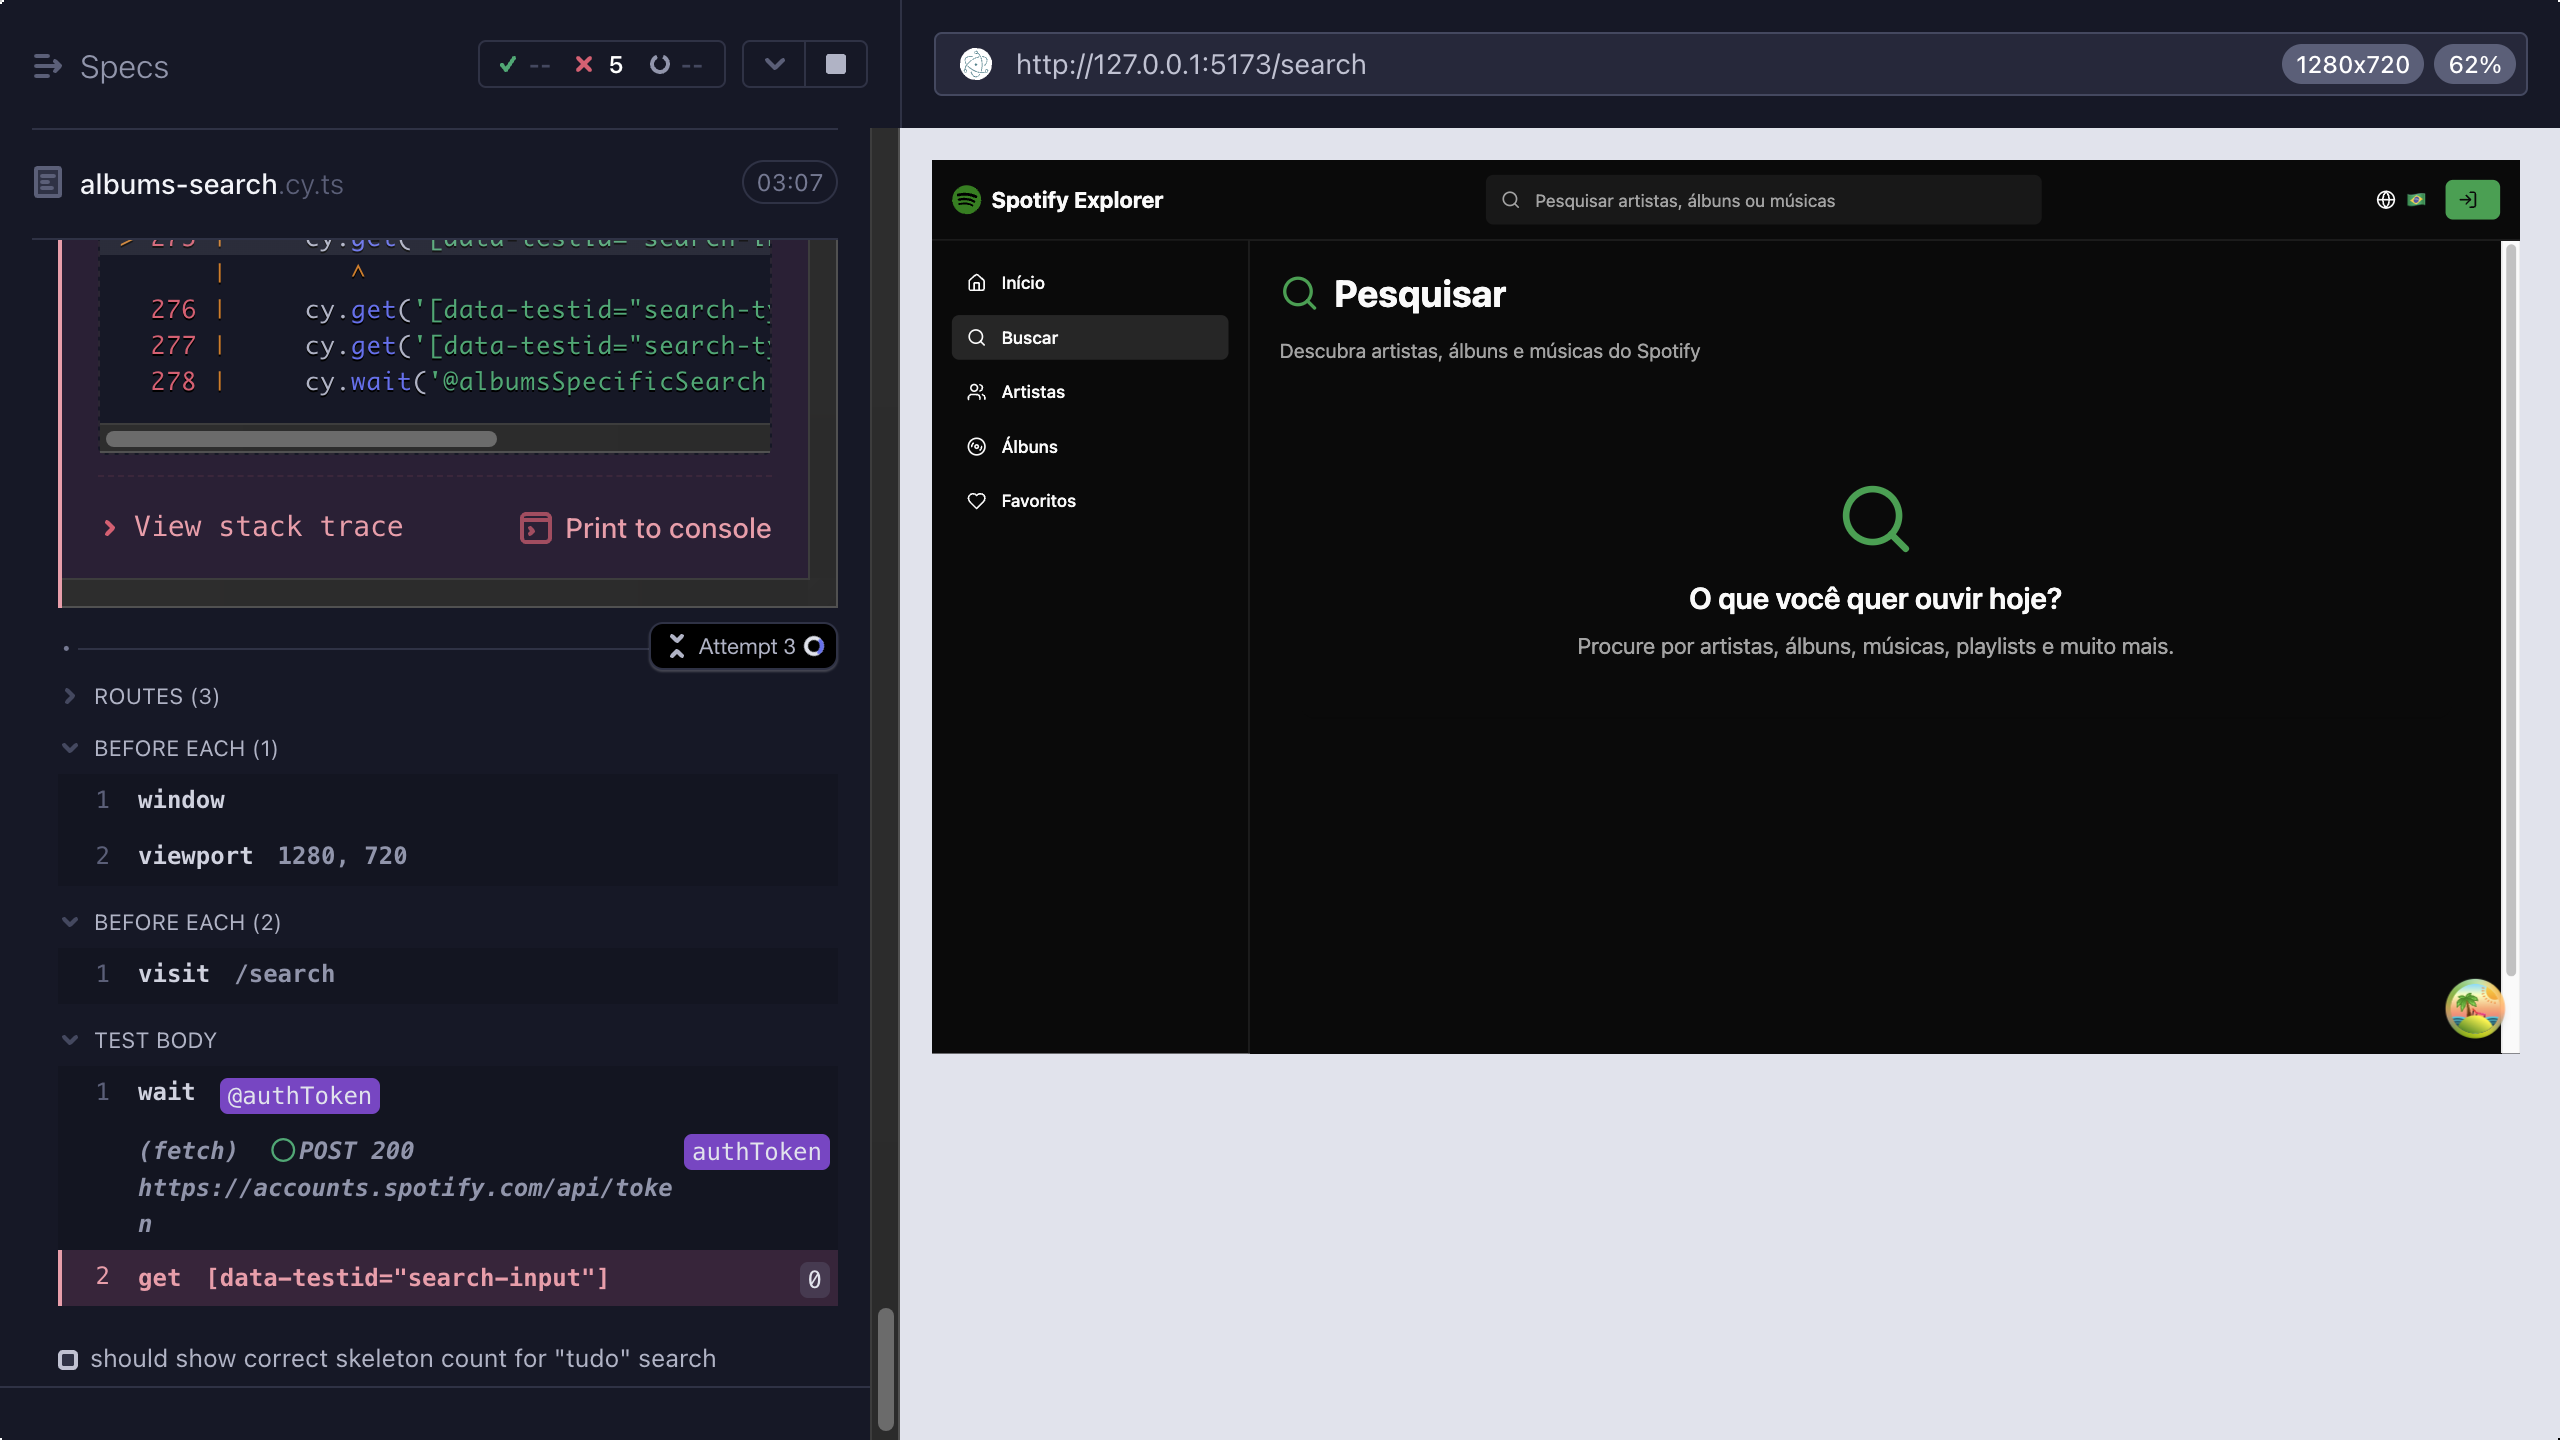 Specs
-- 5 --
albums-search.cy.ts
03:07
| ^
276 | cy.get('[data-testid="search-ty
277 | cy.get('[data-testid="search-ty
278 | cy.wait('@albumsSpecificSearch
View stack trace
Print to console
Attempt 3
ROUTES (3)
BEFORE EACH (1)
1 window
2 viewport 1280, 720
BEFORE EACH (2)
1 visit /search
TEST BODY
1 wait @authToken
(fetch) POST 200 authToken
https://accounts.spotify.com/api/toke
n
2 get [data-testid="search-input"] 0
should show correct skeleton count for "tudo" search
http://127.0.0.1:5173/search
1280x720
62%
Spotify Explorer
Pesquisar artistas, álbuns ou músicas
Início
Buscar
Artistas
Álbuns
Favoritos
Pesquisar
Descubra artistas, álbuns e músicas do Spotify
O que você quer ouvir hoje?
Procure por artistas, álbuns, músicas, playlists e muito mais.